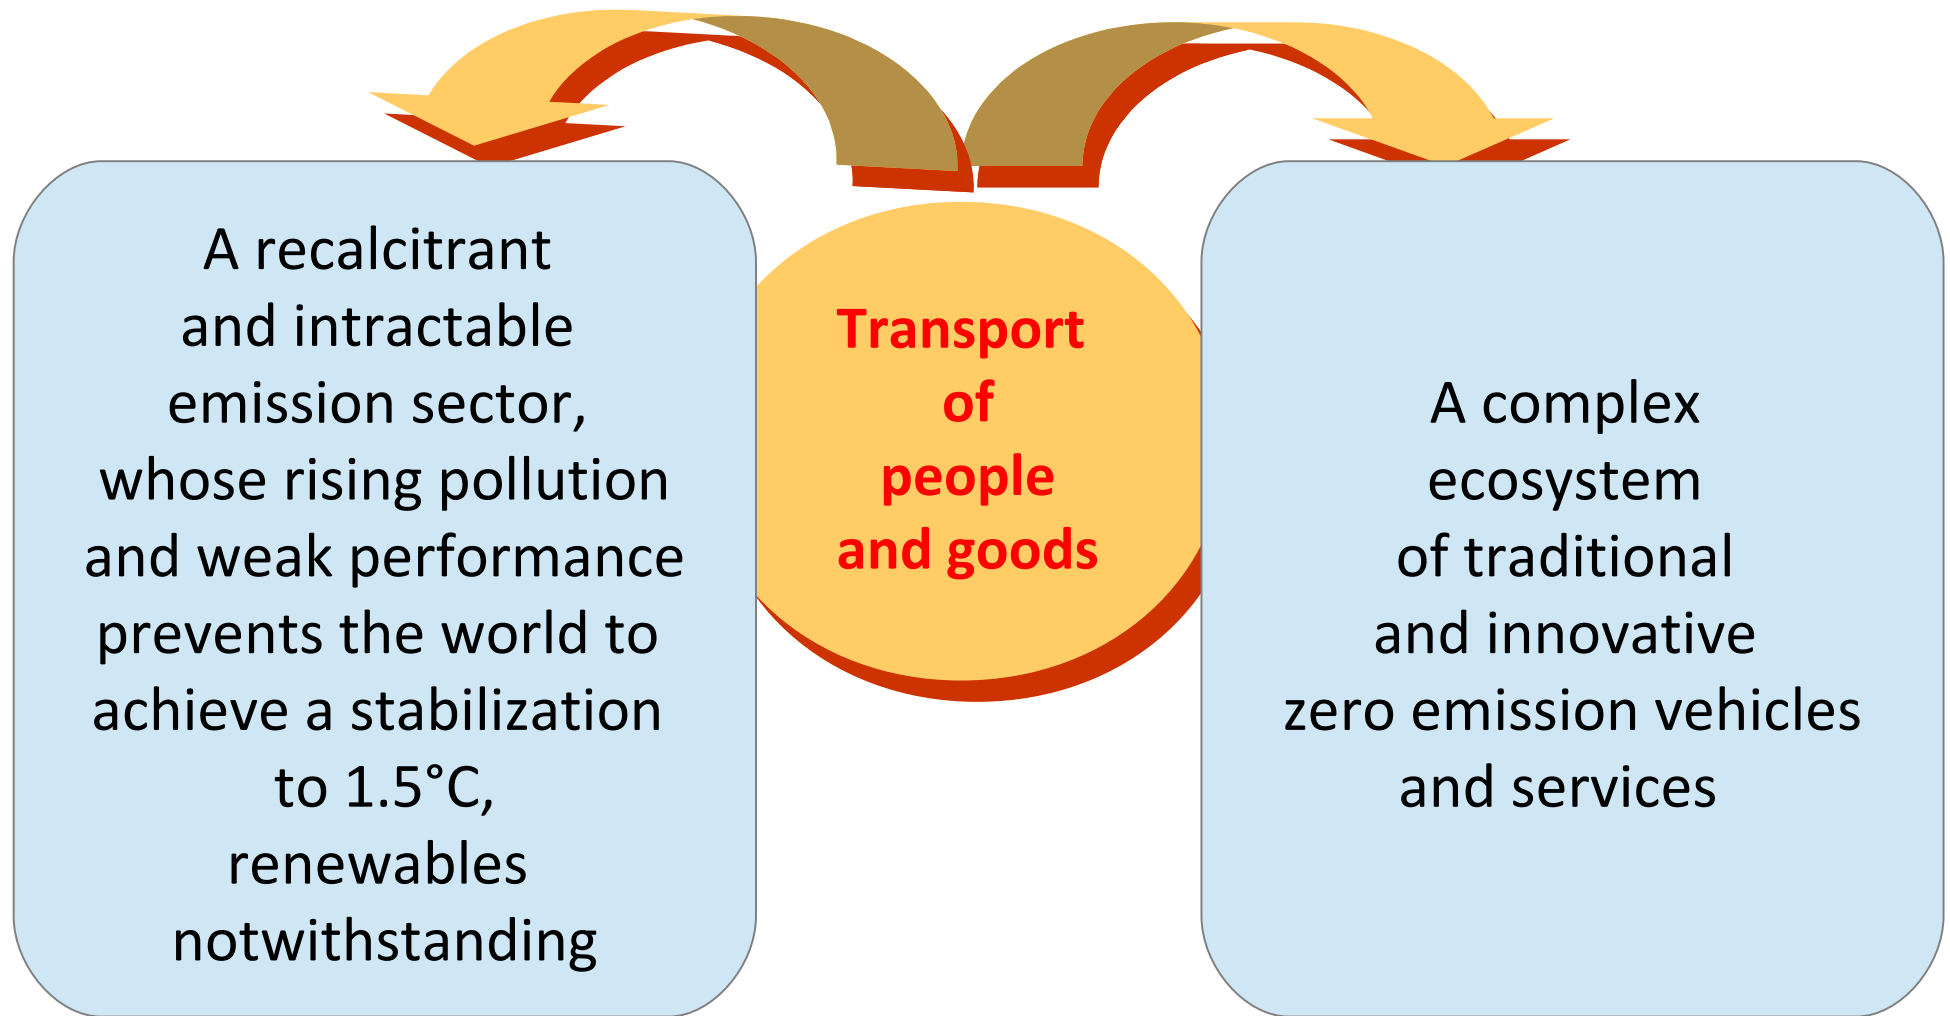 A recalcitrant
and intractable
emission sector,
whose rising pollution
and weak performance
prevents the world to
achieve a stabilization
to 1.5°C,
renewables
notwithstanding
Transport
of
people
and goods
A complex
ecosystem
of traditional
and innovative
zero emission vehicles
and services